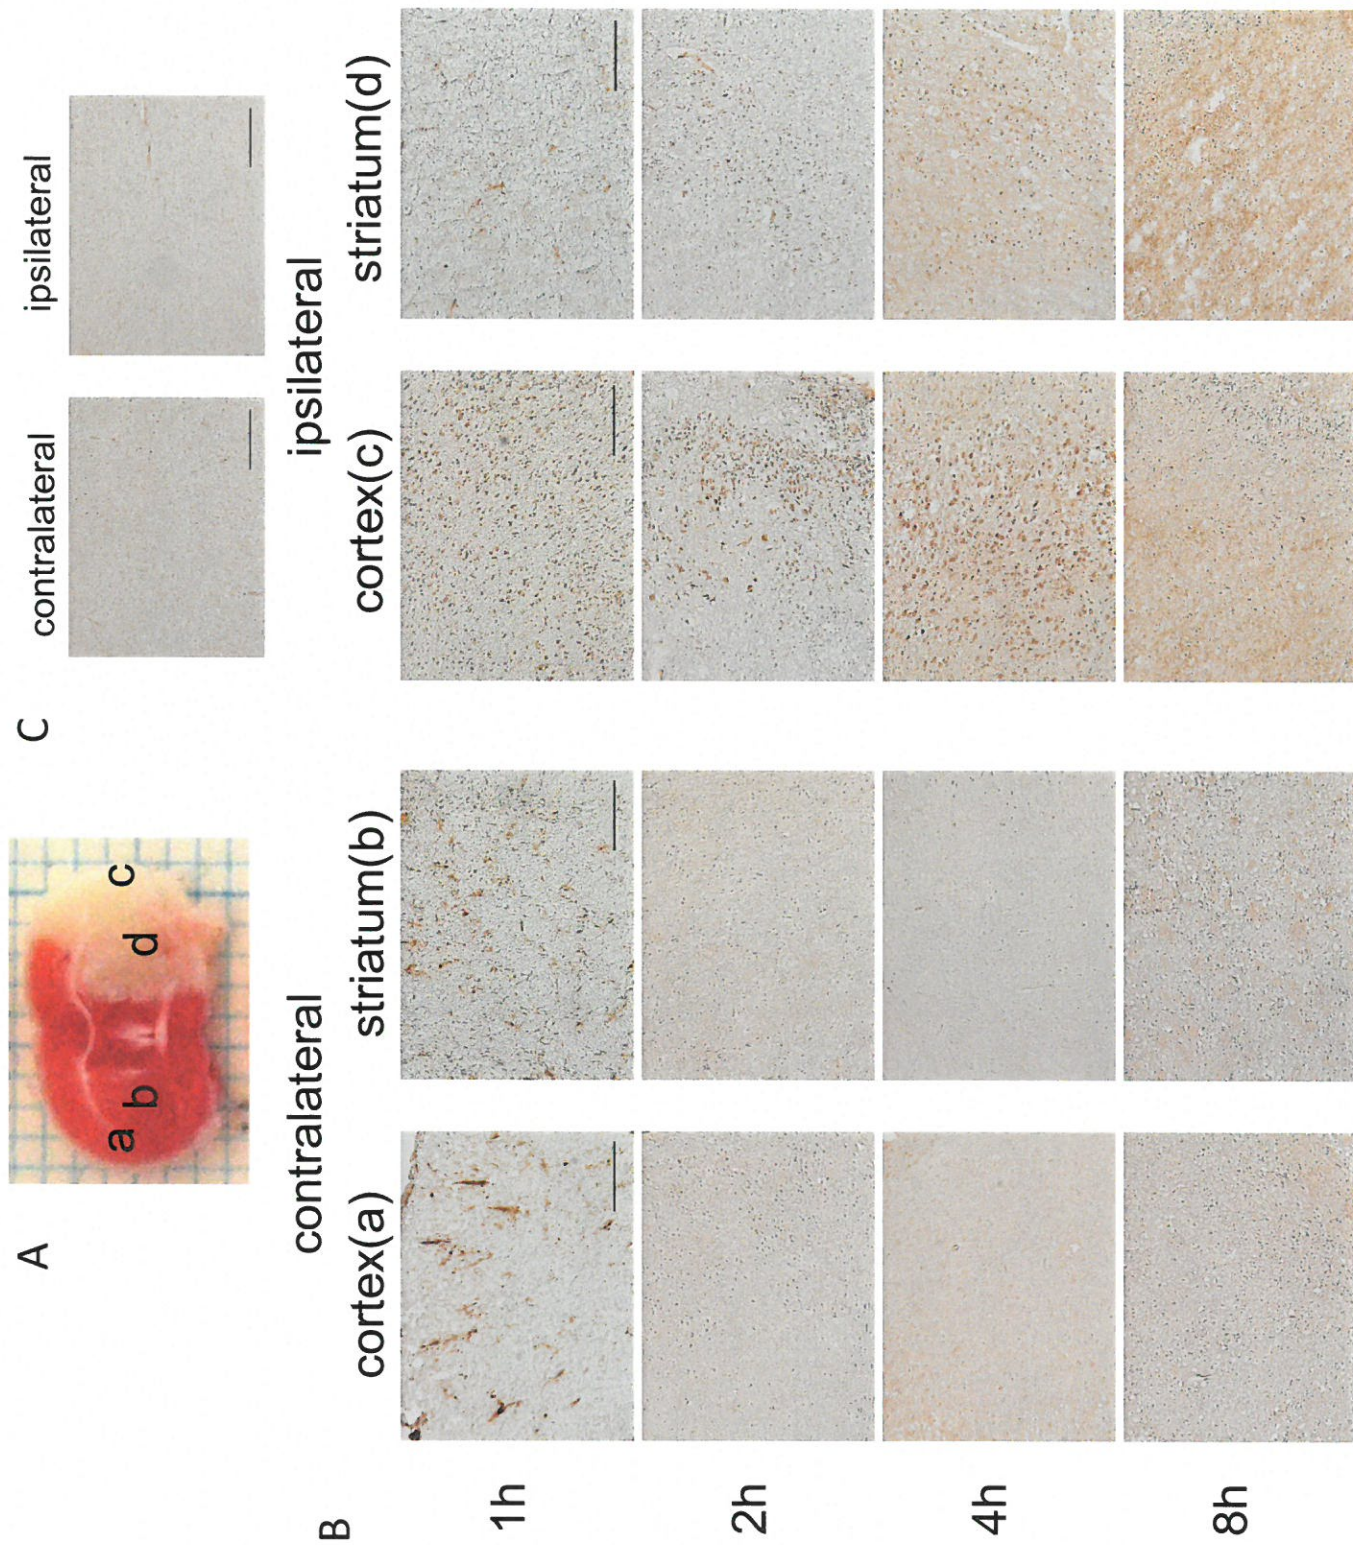 A
a
b
d
c
C
contralateral
ipsilateral
B
contralateral
ipsilateral
cortex(a)
striatum(b)
cortex(c)
striatum(d)
1h
2h
4h
8h